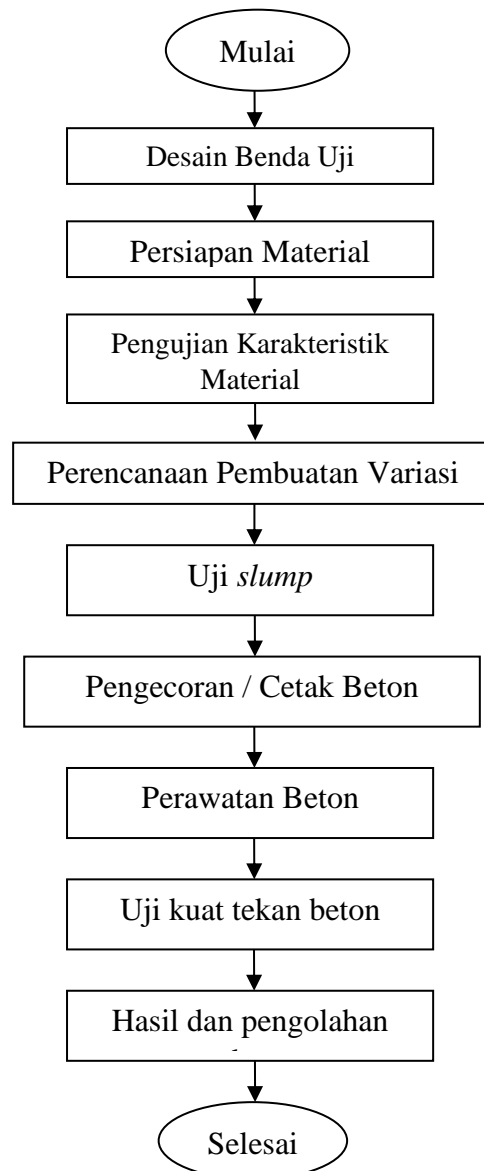 Mulai
Desain Benda Uji
Persiapan Material
Pengujian Karakteristik
Material
Perencanaan Pembuatan Variasi
Uji slump
Pengecoran / Cetak Beton
Perawatan Beton
Uji kuat tekan beton
Hasil dan pengolahan
Selesai